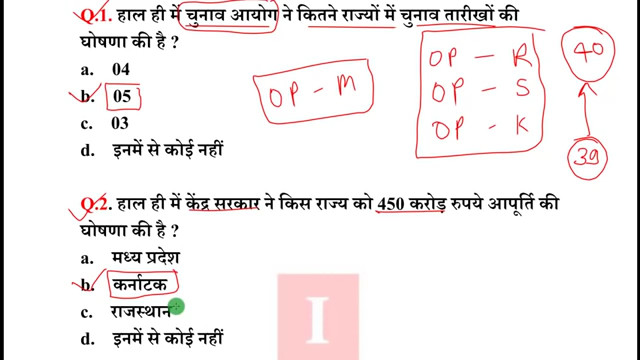 Q.1. हाल ही में चुनाव आयोग ने कितने राज्यों में चुनाव तारीखों की
घोषणा की है ?
a. 04
b. 05
c. 03
d. इनमें से कोई नहीं
OP - M
OP - R
OP - S
OP - K
40
39
Q.2. हाल ही में केंद्र सरकार ने किस राज्य को 450 करोड़ रुपये आपूर्ति की
घोषणा की है ?
a. मध्य प्रदेश
b. कर्नाटक
c. राजस्थान
d. इनमें से कोई नहीं
I